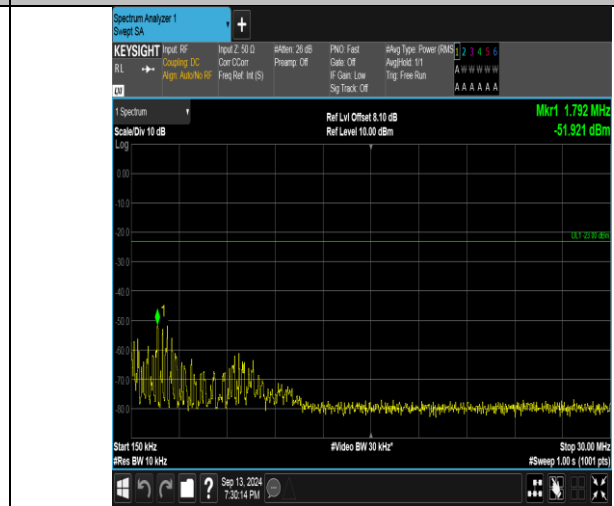 Spectrum Analyzer 1
Swept SA
+
KEYSIGHT
RL
Input: RF
Coupling: DC
Align: Auto/No RF
Input Z: 50 Ω
Corr CCorr
Freq Ref: Int (S)
#Atten: 26 dB
Preamp: Off
PNO: Fast
Gate: Off
IF Gain: Low
Sig Track: Off
#Avg Type: Power (RMS
Avg|Hold: 1/1
Trig: Free Run
1 2 3 4 5 6
A W W W W W
A A A A A A
1 Spectrum
Scale/Div 10 dB
Ref Lvl Offset 8.10 dB
Ref Level 10.00 dBm
Mkr1 1.792 MHz
-51.921 dBm
Log
0.00
-10.0
-20.0
-30.0
-40.0
-50.0
-60.0
-70.0
-80.0
1
Start 150 kHz
#Res BW 10 kHz
#Video BW 30 kHz*
Stop 30.00 MHz
#Sweep 1.00 s (1001 pts)
?
Sep 13, 2024
7:30:14 PM